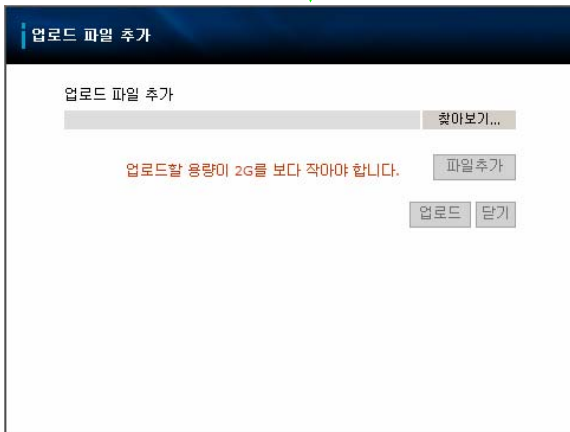 업로드 파일 추가
업로드 파일 추가
찾아보기...
업로드할 용량이 2G를 보다 작아야 합니다.
파일추가
업로드 닫기